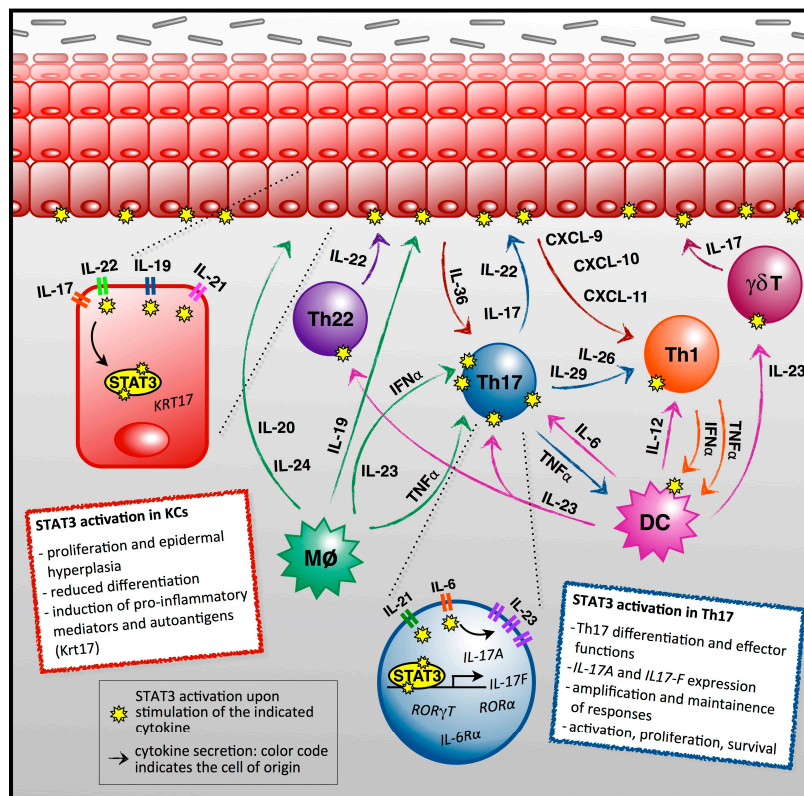 CXCL-9
CXCL-10
CXCL-11
IL-17
γδ T
IL-22
IL-36
IL-22
IL-17
IL-22
IL-19
IL-17
IL-21
Th22
Th17
Th1
IL-26
IL-29
IL-23
STAT3
KRT17
IFNα
IL-20
IL-24
IL-19
IL-23
TNFα
IL-6
TNFα
IL-12
IFNα
TNFα
IL-23
DC
MØ
STAT3 activation in KCs
- proliferation and epidermal
hyperplasia
- reduced differentiation
- induction of pro-inflammatory
mediators and autoantigens
(Krt17)
IL-21
IL-6
IL-23
IL-17A
STAT3
IL-17F
RORγT
RORα
IL-6Rα
STAT3 activation in Th17
-Th17 differentiation and effector
functions
-IL-17A and IL17-F expression
-amplification and maintainence
of responses
-activation, proliferation, survival
STAT3 activation upon
stimulation of the indicated
cytokine
cytokine secretion: color code
indicates the cell of origin